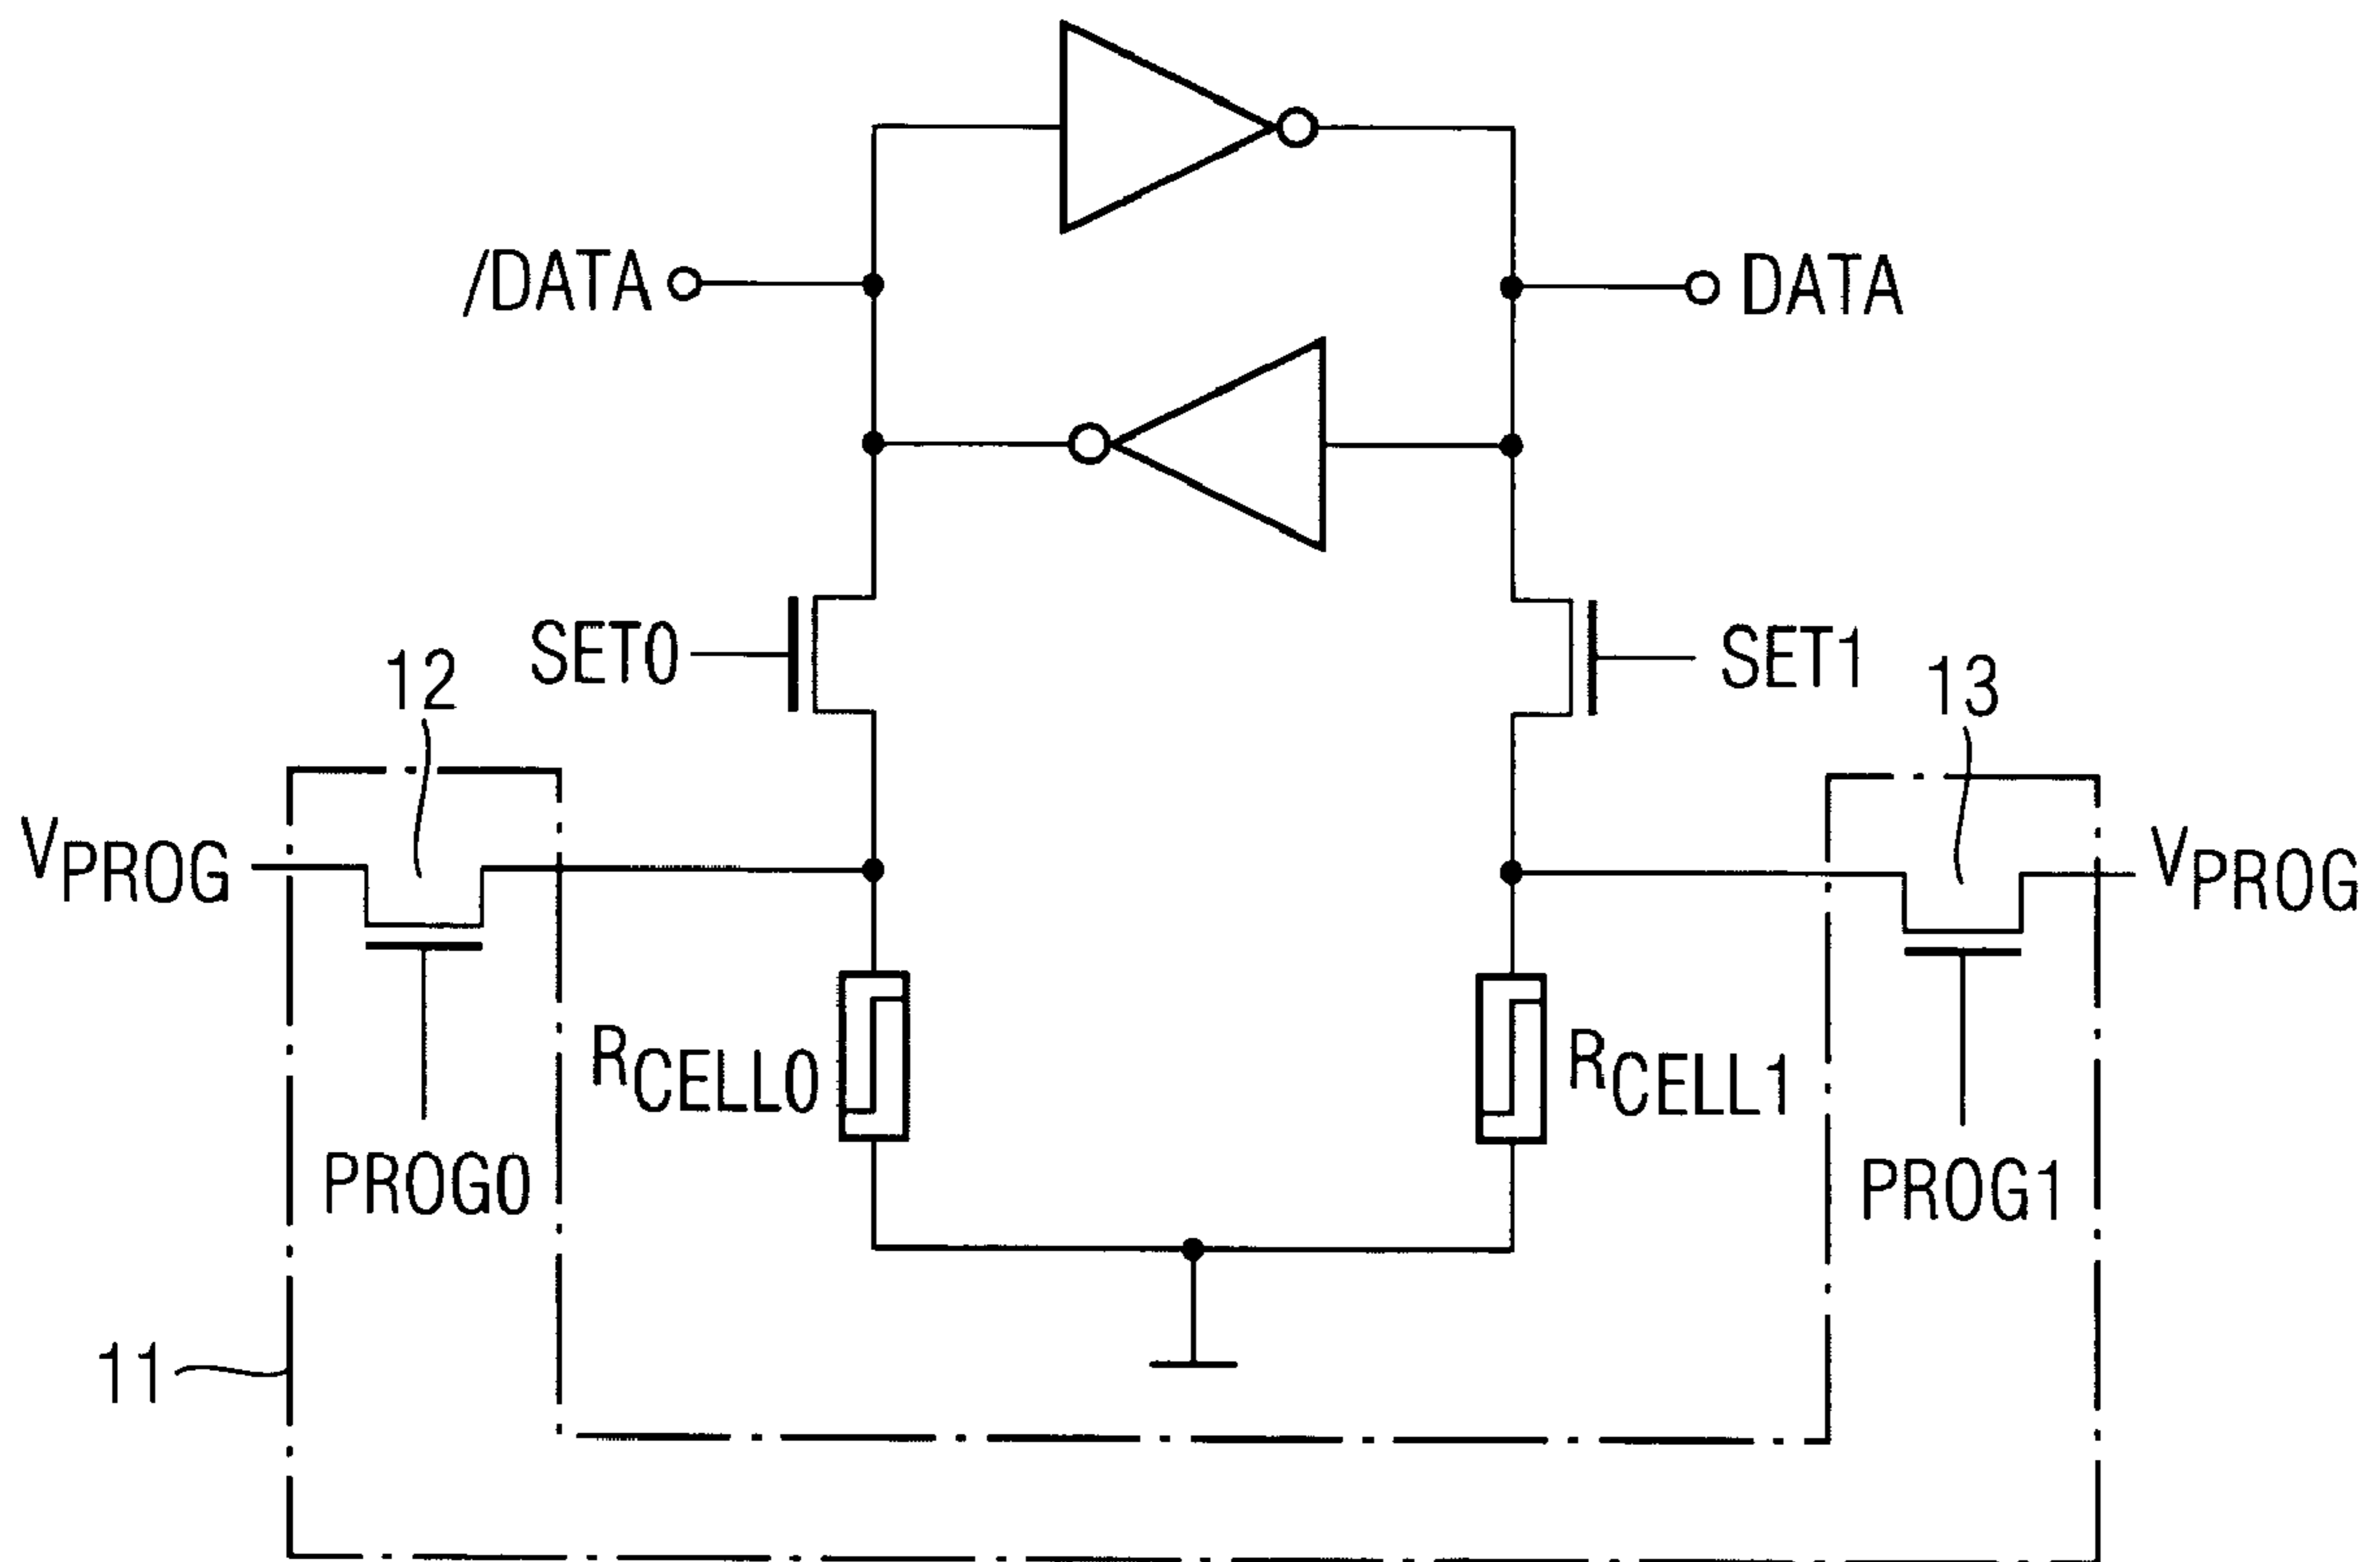 /DATA
DATA
SET0
SET1
12
13
VPROG
VPROG
RCELL0
RCELL1
PROG0
PROG1
11